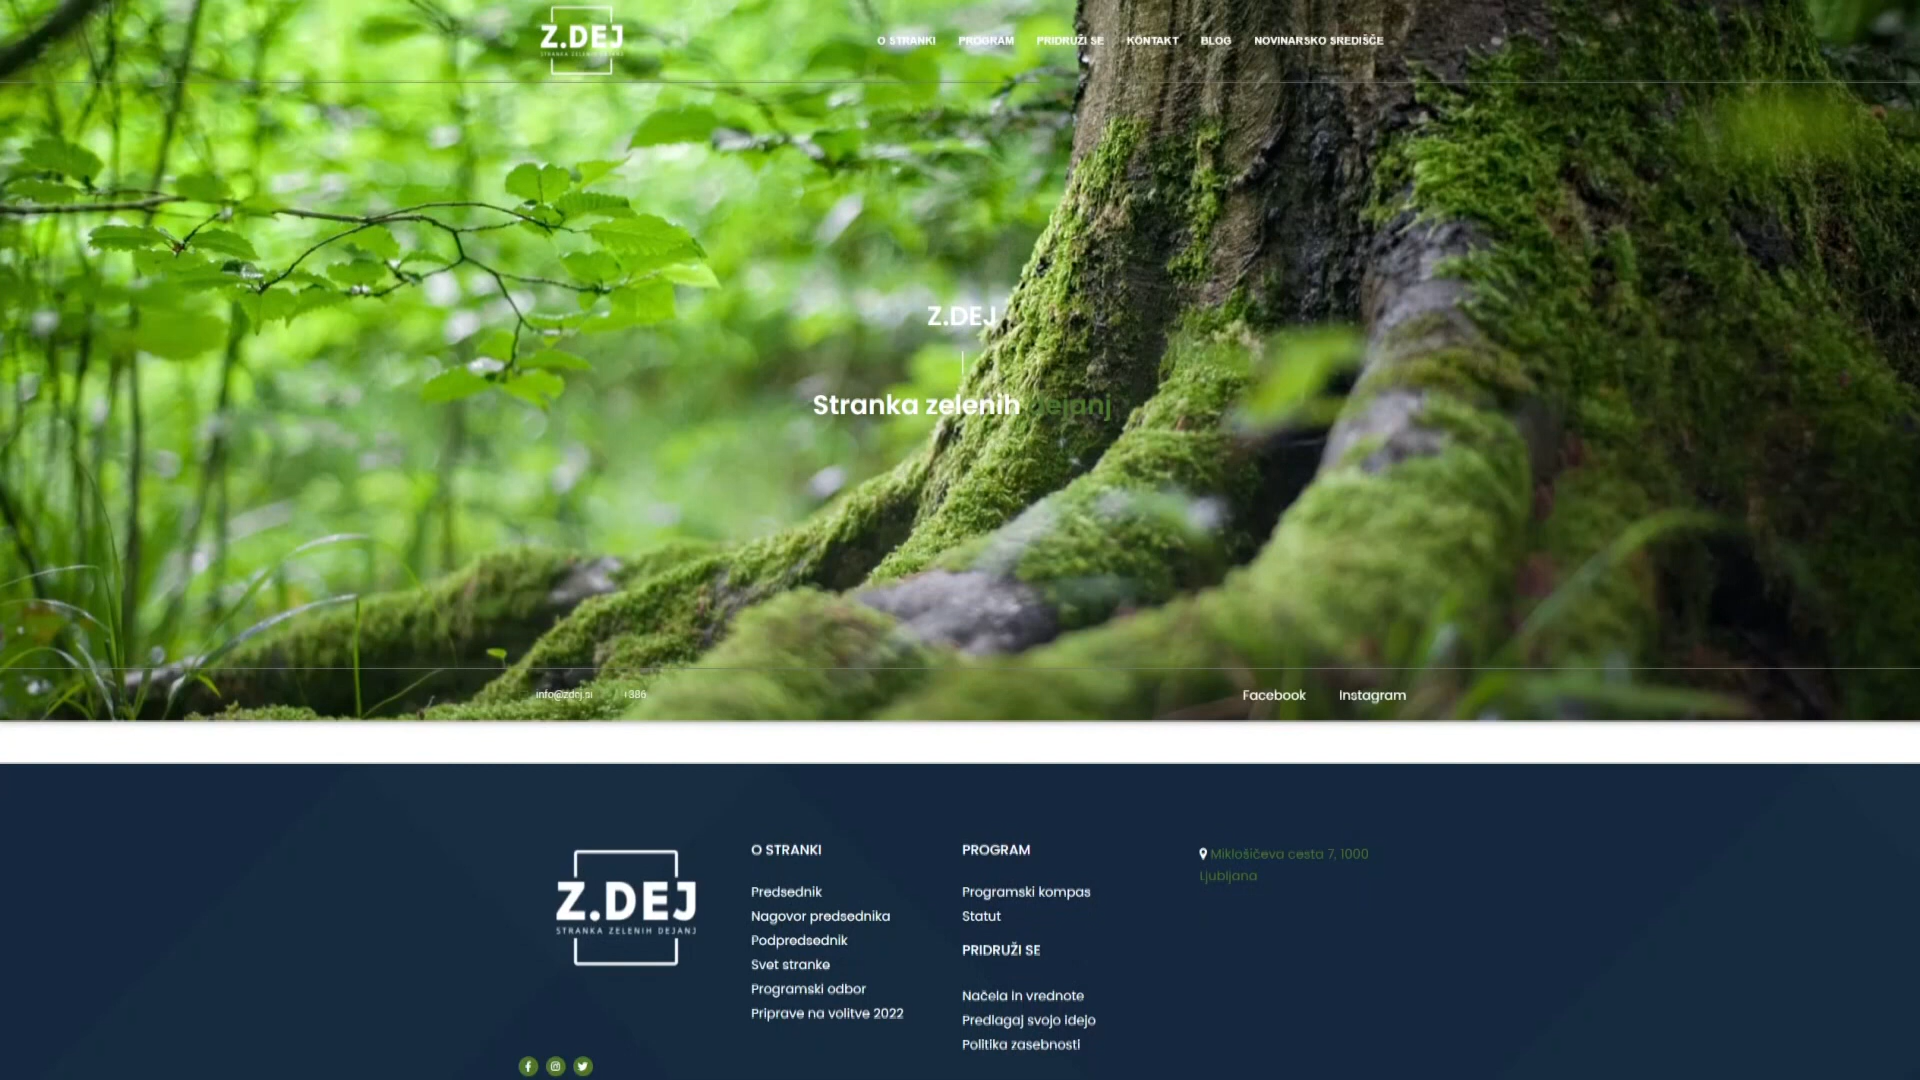 Z.DEJ
STRANKA ZELENIH DEJANJ
O STRANKI PROGRAM PRIDRUŽI SE KONTAKT BLOG NOVINARSKO SREDIŠČE
Z.DEJ
Stranka zelenih dejanj
info@zdej.si / +386
Facebook Instagram
Z.DEJ
STRANKA ZELENIH DEJANJ
O STRANKI
Predsednik
Nagovor predsednika
Podpredsednik
Svet stranke
Programski odbor
Priprave na volitve 2022
PROGRAM
Programski kompas
Statut
PRIDRUŽI SE
Načela in vrednote
Predlagaj svojo idejo
Politika zasebnosti
Miklošičeva cesta 7, 1000
Ljubljana